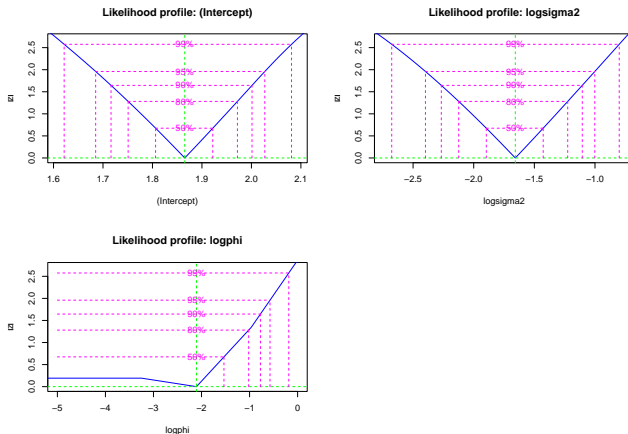 Likelihood profile: (Intercept)
|z|
2.5
2.0
1.5
1.0
0.5
0.0
99%
95%
90%
80%
50%
1.6 1.7 1.8 1.9 2.0 2.1
(Intercept)
Likelihood profile: logsigma2
|z|
2.5
2.0
1.5
1.0
0.5
0.0
99%
95%
90%
80%
50%
−2.5 −2.0 −1.5 −1.0
logsigma2
Likelihood profile: logphi
|z|
2.5
2.0
1.5
1.0
0.5
0.0
99%
95%
90%
80%
50%
−5 −4 −3 −2 −1 0
logphi